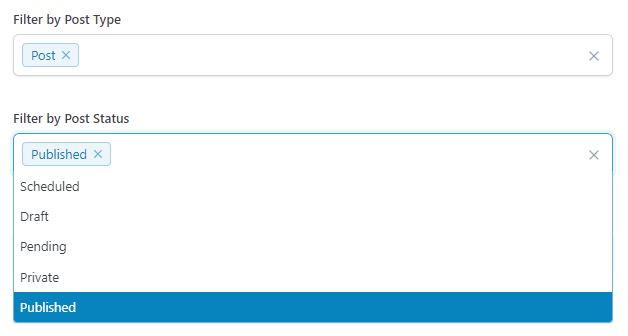 Filter by Post Type
Post ×
Filter by Post Status
Published ×
Scheduled
Draft
Pending
Private
Published